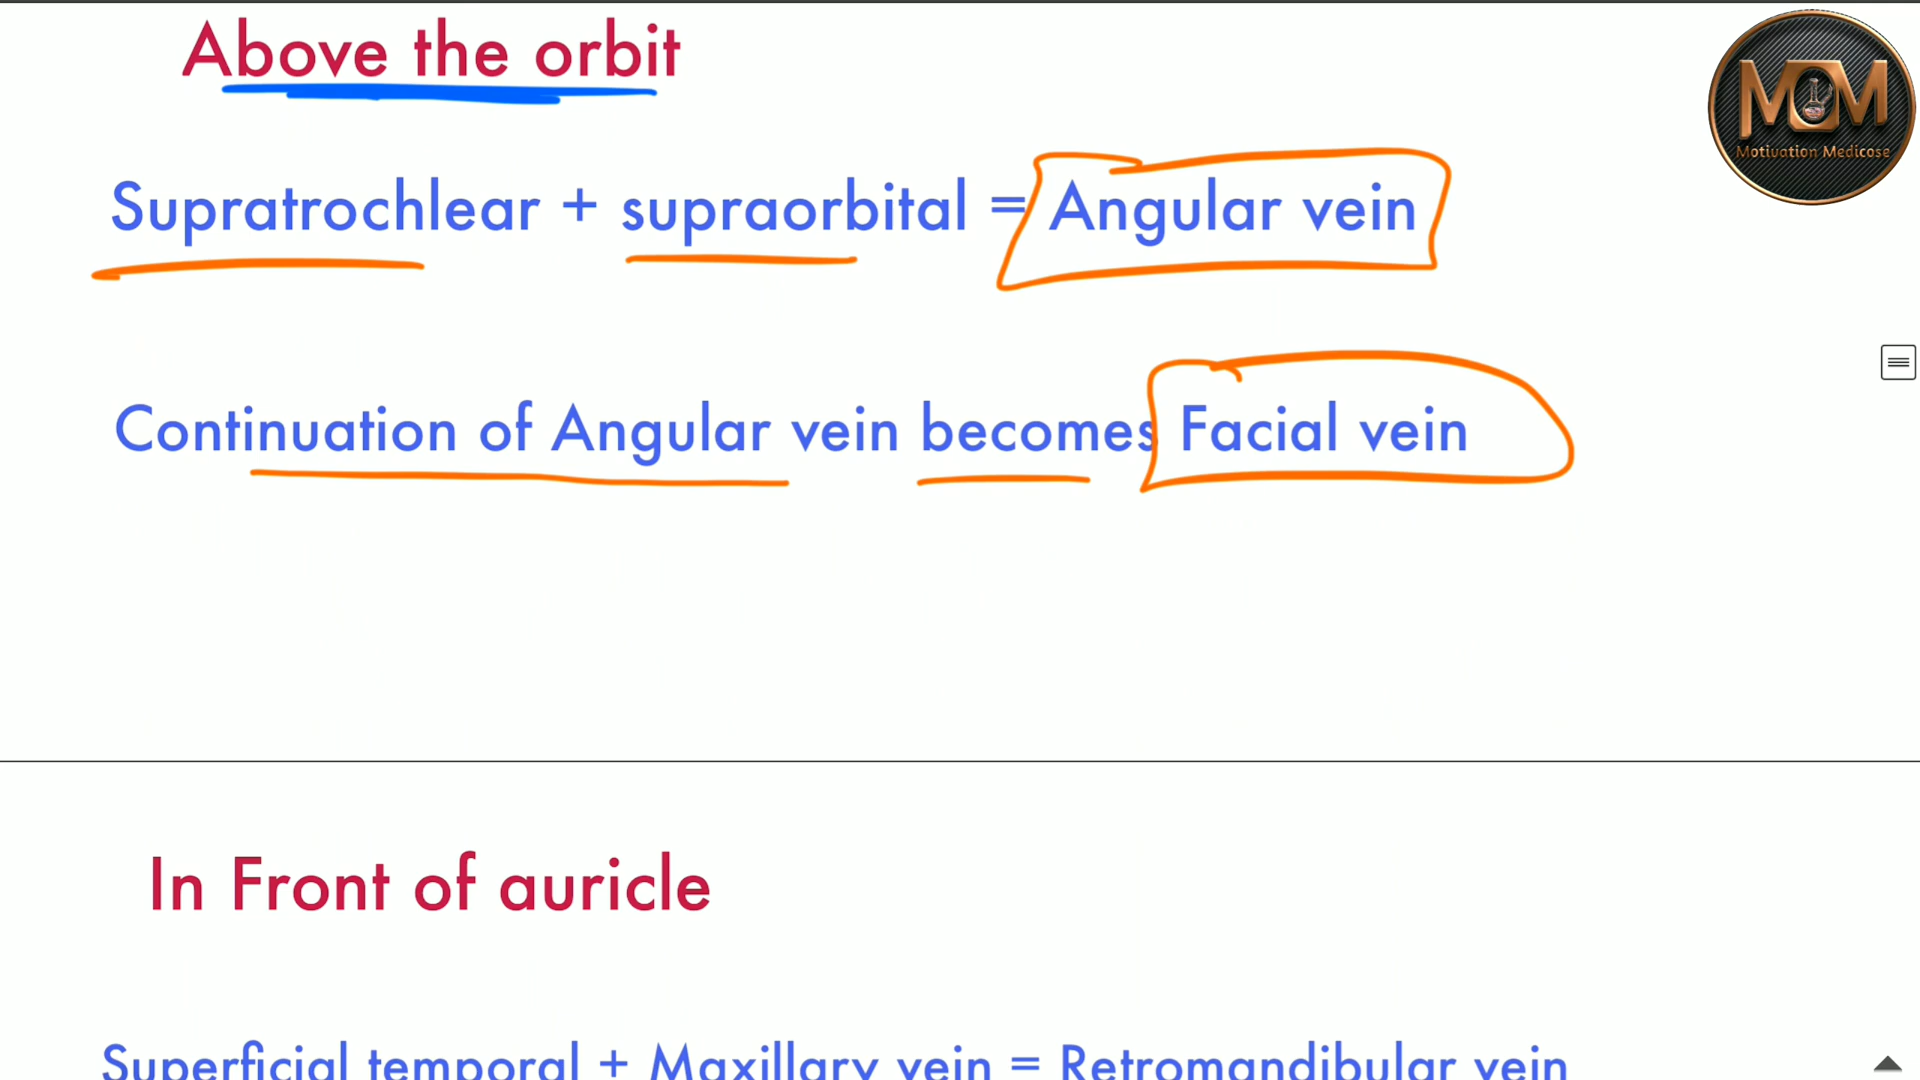 Above the orbit
MOM
Motivation Medicose
Supratrochlear + supraorbital = Angular vein
Continuation of Angular vein becomes Facial vein
In Front of auricle
Superficial temporal + Maxillary vein = Retromandibular vein